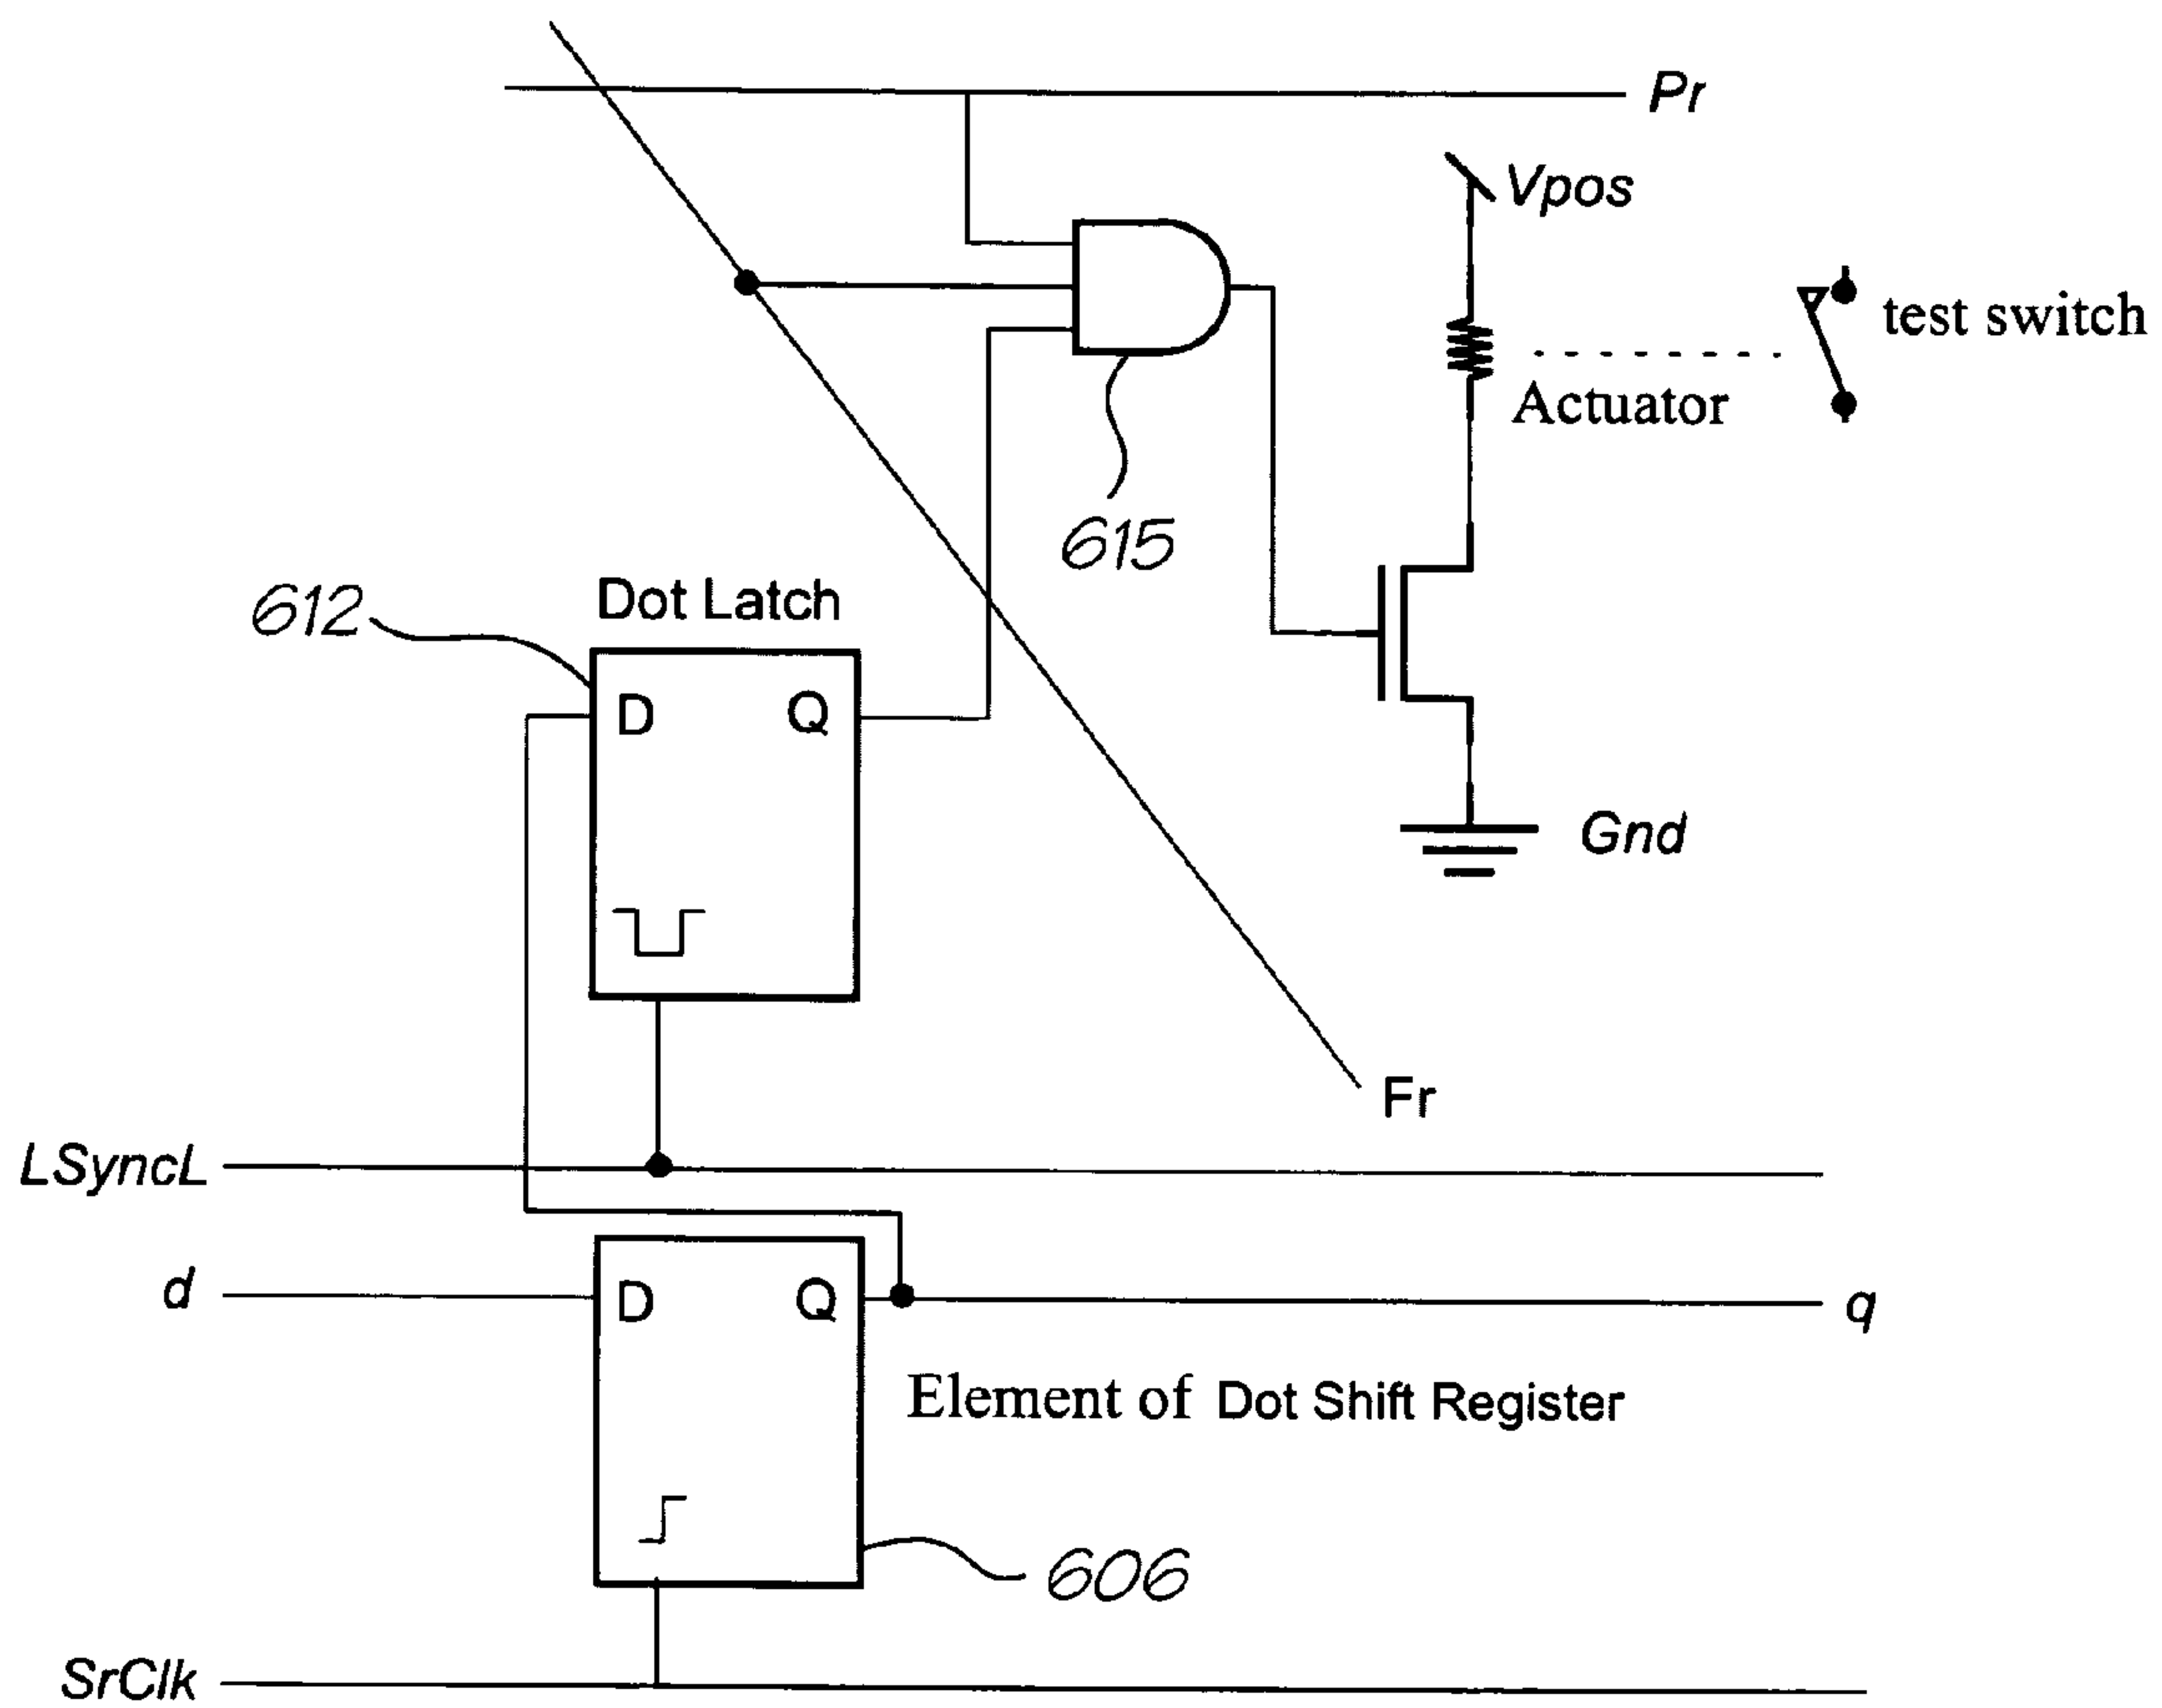 Pr
Vpos
test switch
Actuator
615
612
Dot Latch
D Q
Gnd
Fr
LSyncL
d
D Q
q
Element of Dot Shift Register
606
SrClk